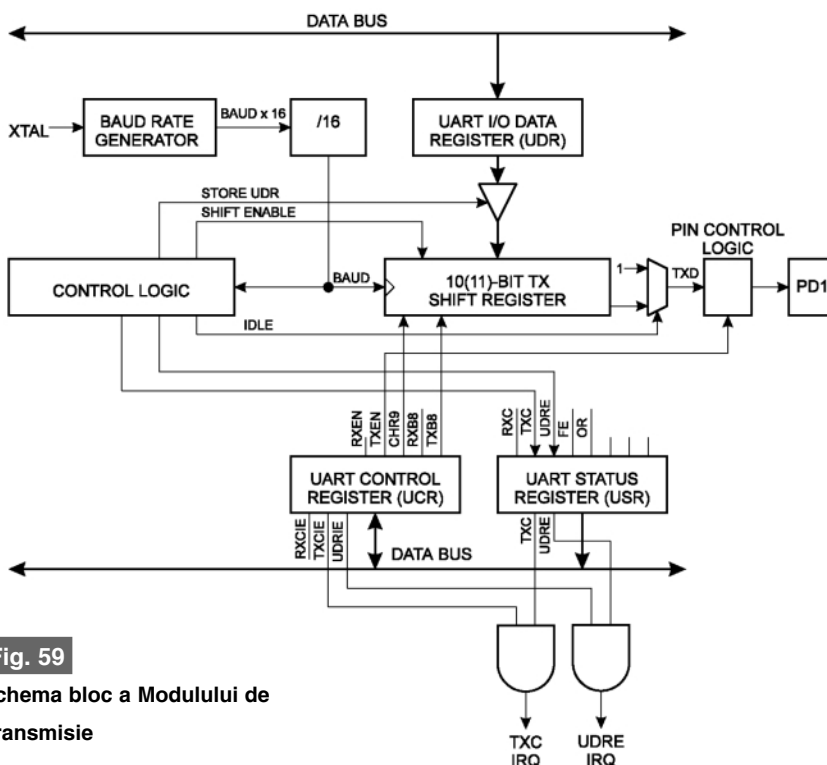 DATA BUS
XTAL
BAUD RATE
GENERATOR
BAUD x 16
/16
UART I/O DATA
REGISTER (UDR)
STORE UDR
SHIFT ENABLE
PIN CONTROL
LOGIC
CONTROL LOGIC
BAUD
10(11)-BIT TX
SHIFT REGISTER
1
TXD
PD1
IDLE
RXEN
TXEN
CHR9
RXB8
TXB8
RXC
TXC
UDRE
FE
OR
UART CONTROL
REGISTER (UCR)
UART STATUS
REGISTER (USR)
RXCIE
TXCIE
UDRIE
TXC
UDRE
DATA BUS
Fig. 59
chema bloc a Modulului de
ransmisie
TXC
IRQ
UDRE
IRQ